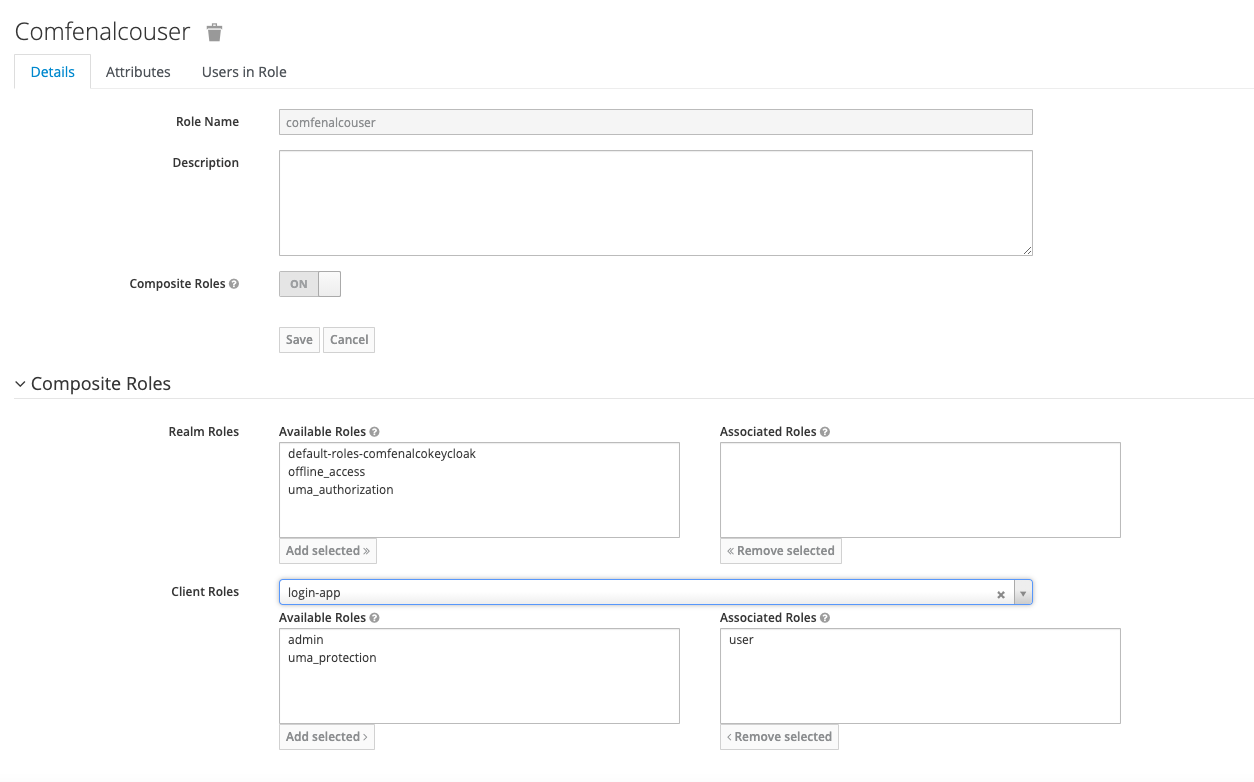 Comfenalcouser
Details Attributes Users in Role
Role Name comfenalcouser
Description
Composite Roles ON
Save Cancel
Composite Roles
Realm Roles Available Roles Associated Roles
default-roles-comfenalcokeycloak
offline_access
uma_authorization
Add selected » « Remove selected
Client Roles login-app
Available Roles Associated Roles
admin user
uma_protection
Add selected › ‹ Remove selected